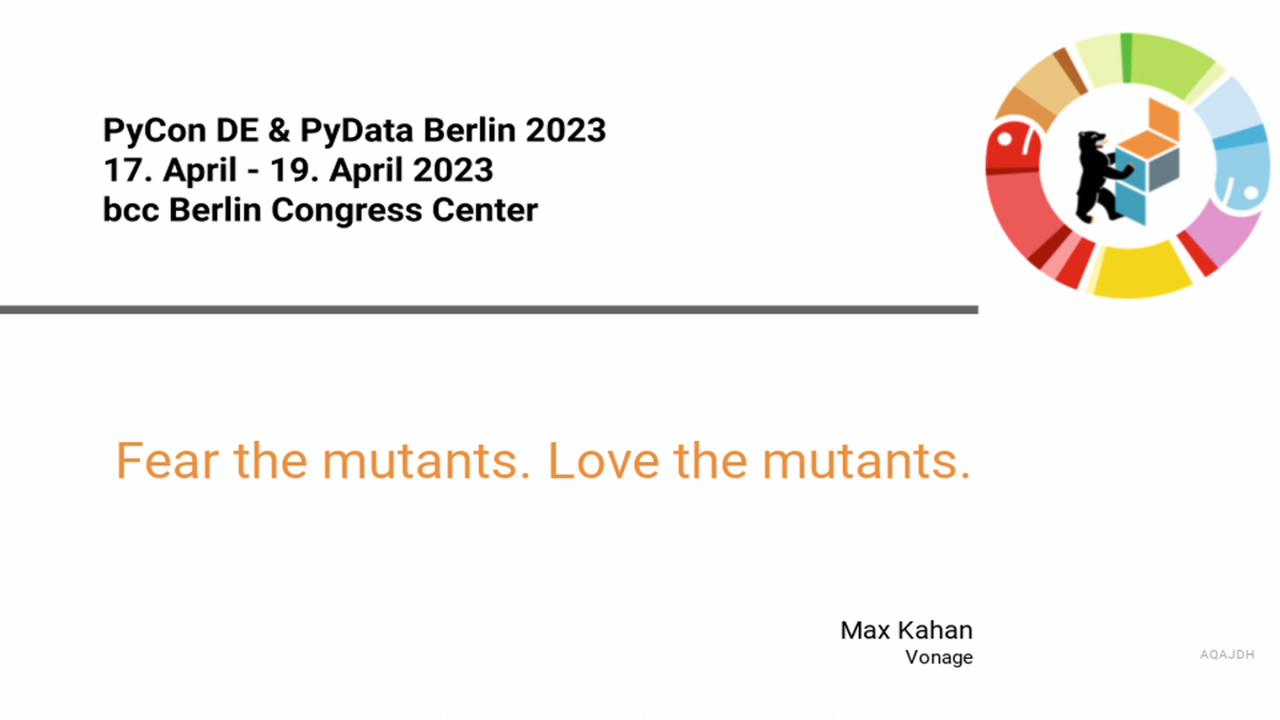 PyCon DE & PyData Berlin 2023
17. April - 19. April 2023
bcc Berlin Congress Center
Fear the mutants. Love the mutants.
Max Kahan
Vonage
AQAJDH